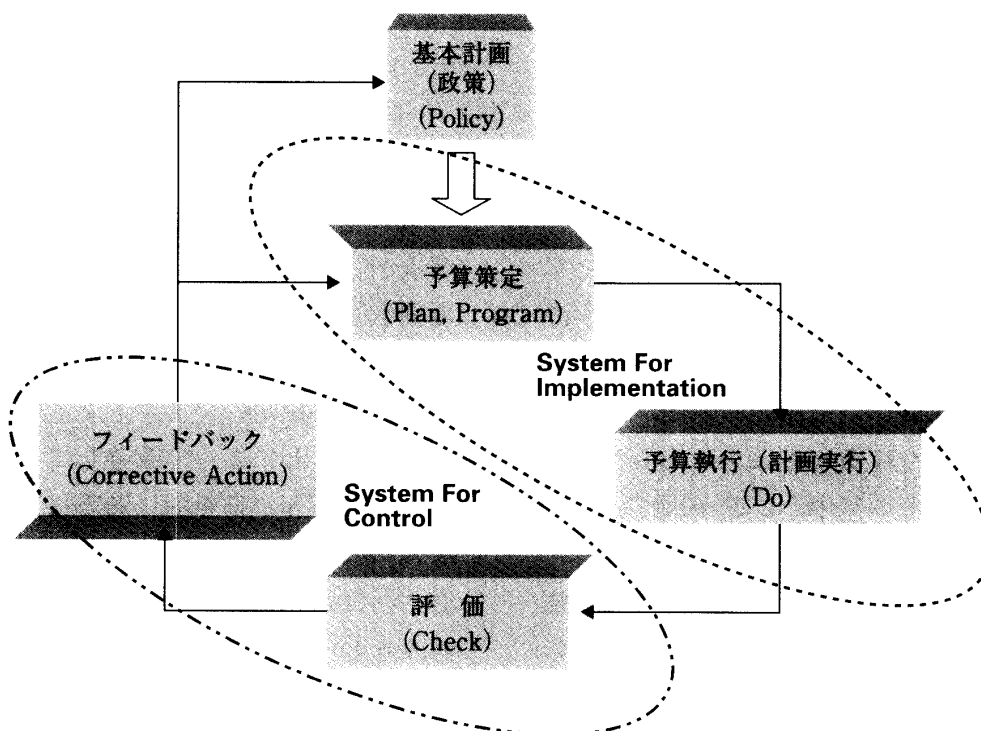 基本計画
(政策)
(Policy)
予算策定
(Plan, Program)
System For
Implementation
フィードバック
(Corrective Action)
予算執行(計画実行)
(Do)
System For
Control
評 価
(Check)